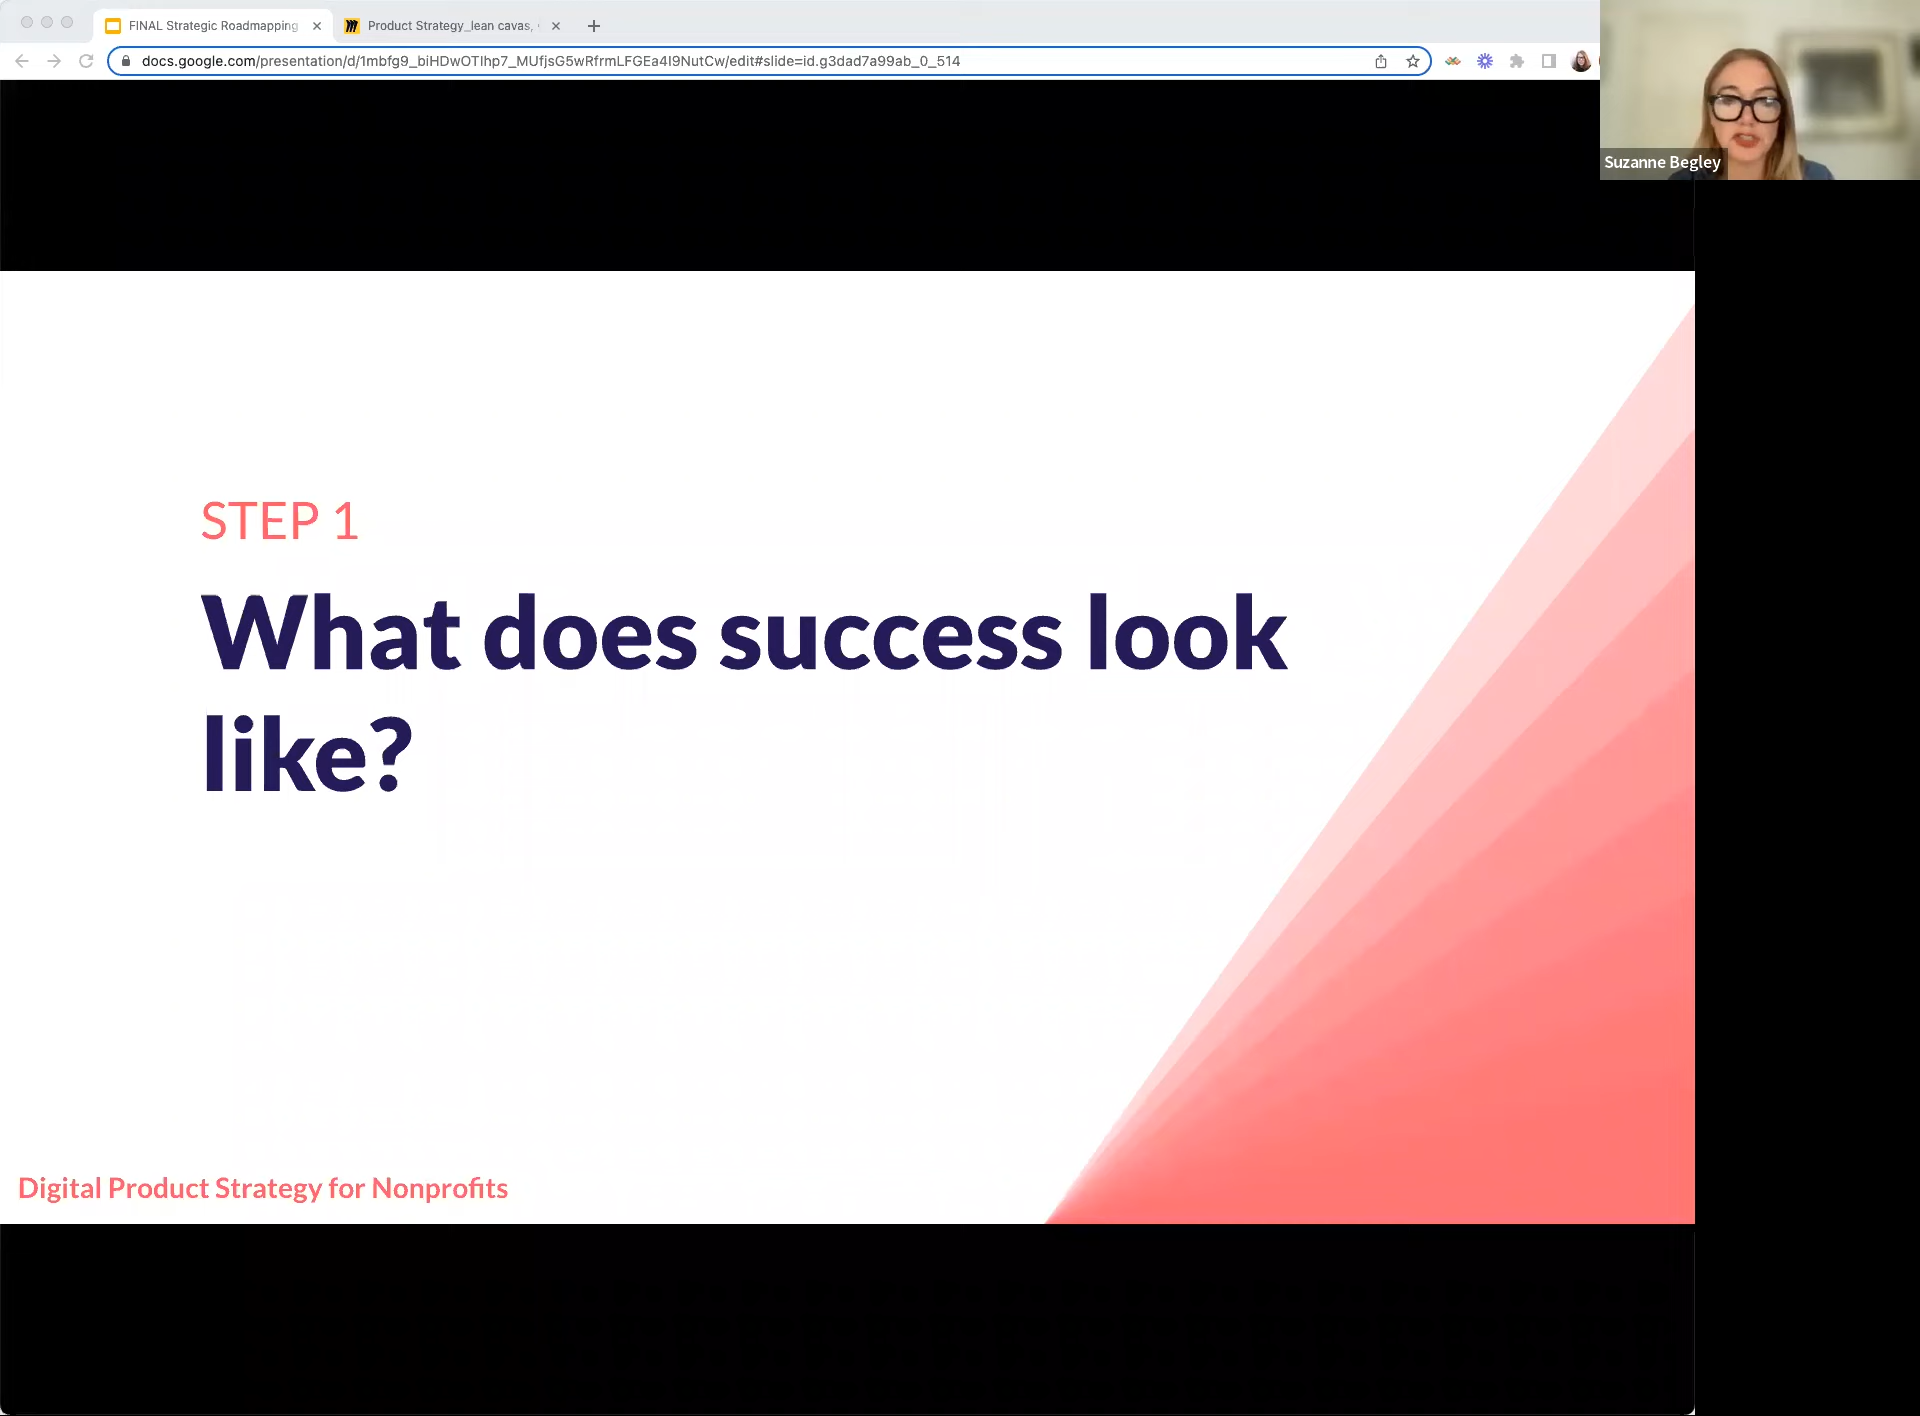 FINAL Strategic Roadmapping
Product Strategy_lean cavas,
docs.google.com/presentation/d/1mbfg9_biHDwOTIhp7_MUfjsG5wRfrmLFGEa4I9NutCw/edit#slide=id.g3dad7a99ab_0_514
Suzanne Begley
STEP 1
What does success look
like?
Digital Product Strategy for Nonprofits